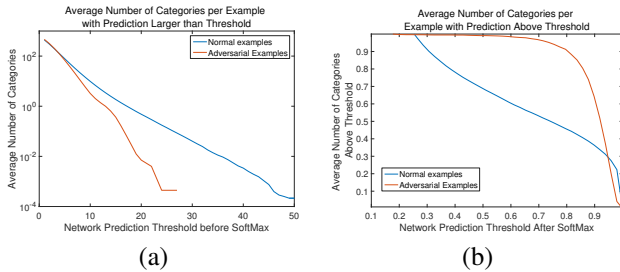 Average Number of Categories per Example
with Prediction Larger than Threshold
Normal examples
Adversarial Examples
Average Number of Categories
10^2
10^0
10^-2
10^-4
0 10 20 30 40 50
Network Prediction Threshold before SoftMax
(a)
Average Number of Categories per
Example with Prediction Above Threshold
Average Number of Categories
Above Threshold
0.9
0.8
0.7
0.6
0.5
0.4
0.3
0.2
0.1
Normal examples
Adversarial Examples
0.1 0.2 0.3 0.4 0.5 0.6 0.7 0.8 0.9
Network Prediction Threshold After SoftMax
(b)